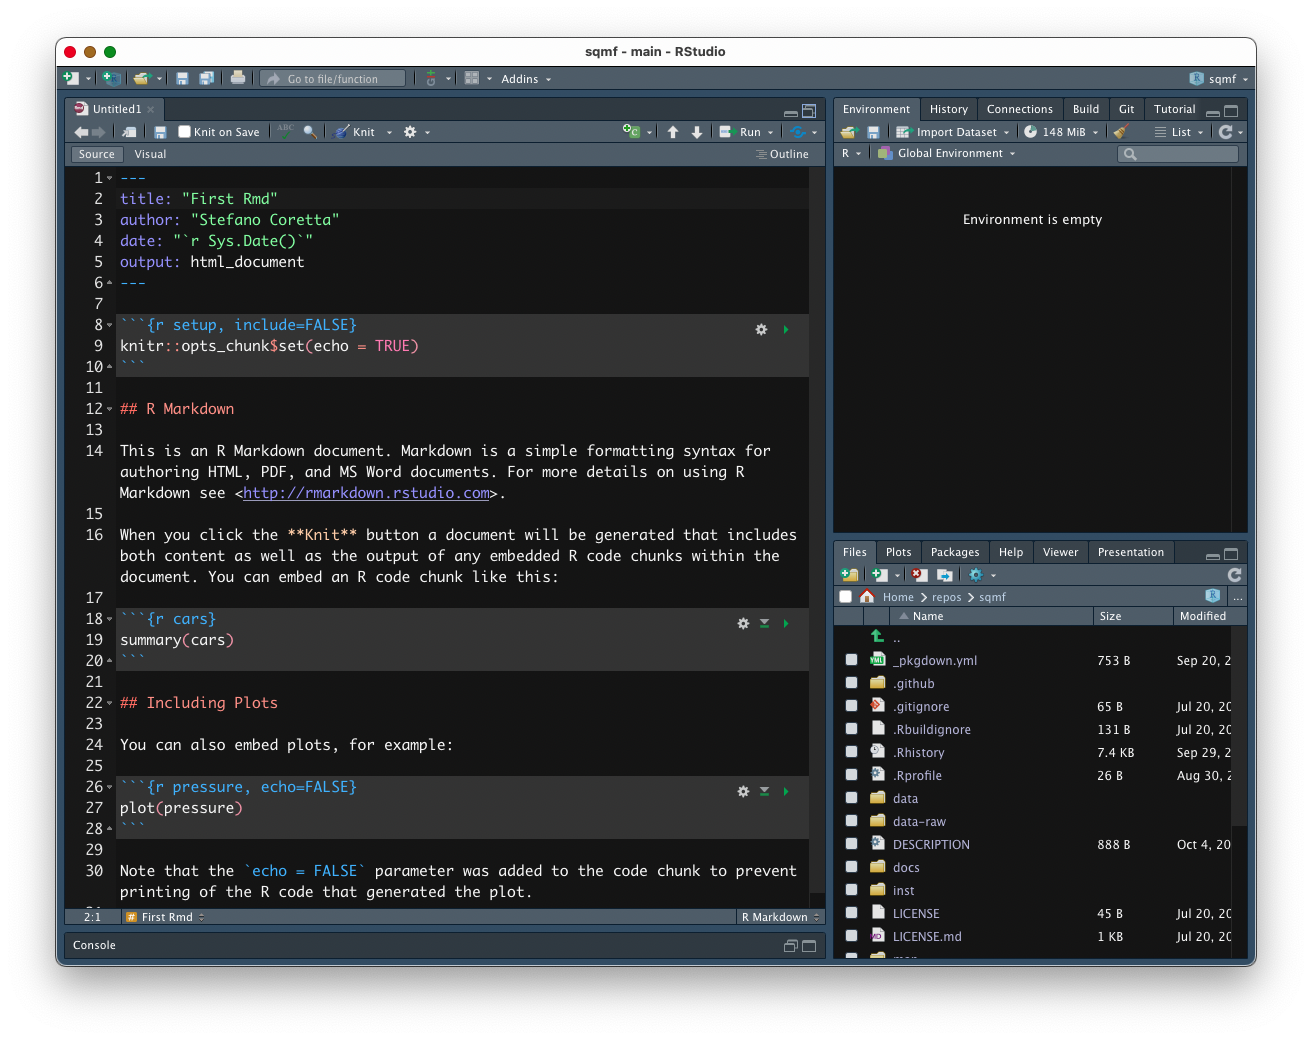 sqmf - main - RStudio
Go to file/function
Addins
sqmf
Untitled1
Knit on Save
ABC
Knit
Run
Source
Visual
Outline
1 ---
2 title: "First Rmd"
3 author: "Stefano Coretta"
4 date: "`r Sys.Date()`"
5 output: html_document
6 ---
7
8 ```{r setup, include=FALSE}
9 knitr::opts_chunk$set(echo = TRUE)
10 ```
11
12 ## R Markdown
13
14 This is an R Markdown document. Markdown is a simple formatting syntax for
authoring HTML, PDF, and MS Word documents. For more details on using R
Markdown see <http://rmarkdown.rstudio.com>.
15
16 When you click the **Knit** button a document will be generated that includes
both content as well as the output of any embedded R code chunks within the
document. You can embed an R code chunk like this:
17
18 ```{r cars}
19 summary(cars)
20 ```
21
22 ## Including Plots
23
24 You can also embed plots, for example:
25
26 ```{r pressure, echo=FALSE}
27 plot(pressure)
28 ```
29
30 Note that the `echo = FALSE` parameter was added to the code chunk to prevent
printing of the R code that generated the plot.
2:1
# First Rmd
R Markdown
Console
Environment
History
Connections
Build
Git
Tutorial
Import Dataset
148 MiB
List
R
Global Environment
Environment is empty
Files
Plots
Packages
Help
Viewer
Presentation
Home
repos
sqmf
...
Name
Size
Modified
..
_pkgdown.yml 753 B Sep 20, 2
.github
.gitignore 65 B Jul 20, 20
.Rbuildignore 131 B Jul 20, 20
.Rhistory 7.4 KB Sep 29, 2
.Rprofile 26 B Aug 30, 2
data
data-raw
DESCRIPTION 888 B Oct 4, 20
docs
inst
LICENSE 45 B Jul 20, 20
LICENSE.md 1 KB Jul 20, 20